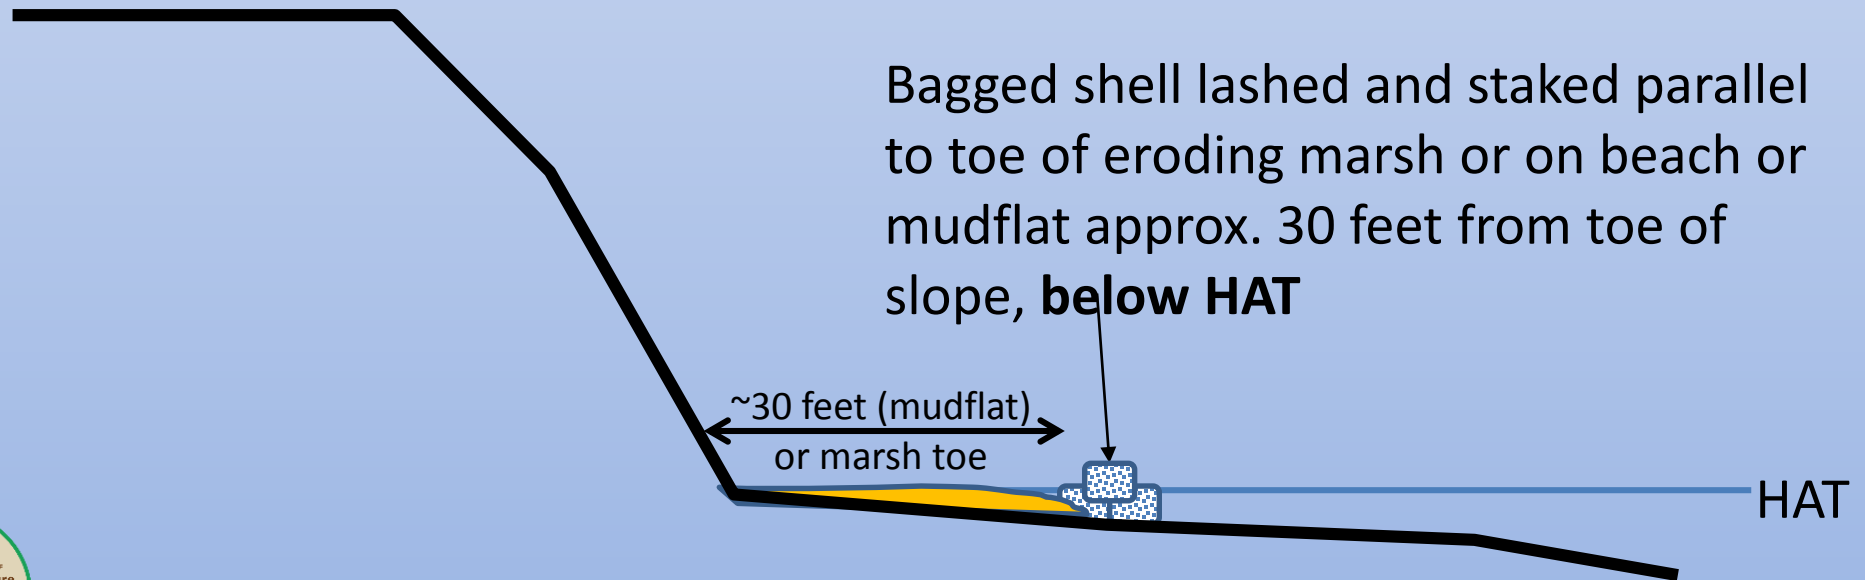 Bagged shell lashed and staked parallel
to toe of eroding marsh or on beach or
mudflat approx. 30 feet from toe of
slope, below HAT
~30 feet (mudflat)
or marsh toe
HAT